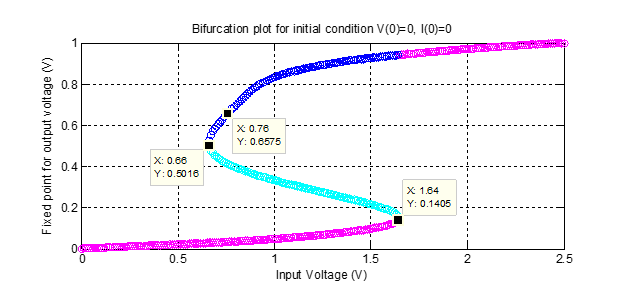 Bifurcation plot for initial condition V(0)=0, I(0)=0
Fixed point for output voltage (V)
1
0.8
0.6
0.4
0.2
0
X: 0.76
Y: 0.6575
X: 0.66
Y: 0.5016
X: 1.64
Y: 0.1405
0
0.5
1
1.5
2
2.5
Input Voltage (V)